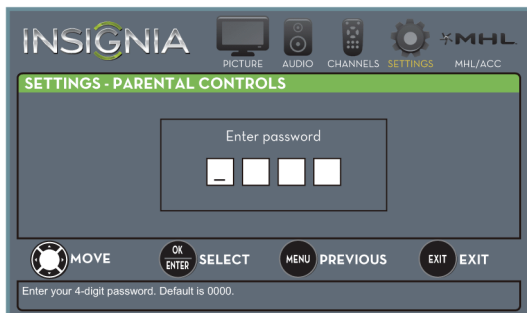 INSIGNIA
PICTURE AUDIO CHANNELS SETTINGS MHL MHL/ACC
SETTINGS - PARENTAL CONTROLS
Enter password
_
MOVE OK ENTER SELECT MENU PREVIOUS EXIT EXIT
Enter your 4-digit password. Default is 0000.